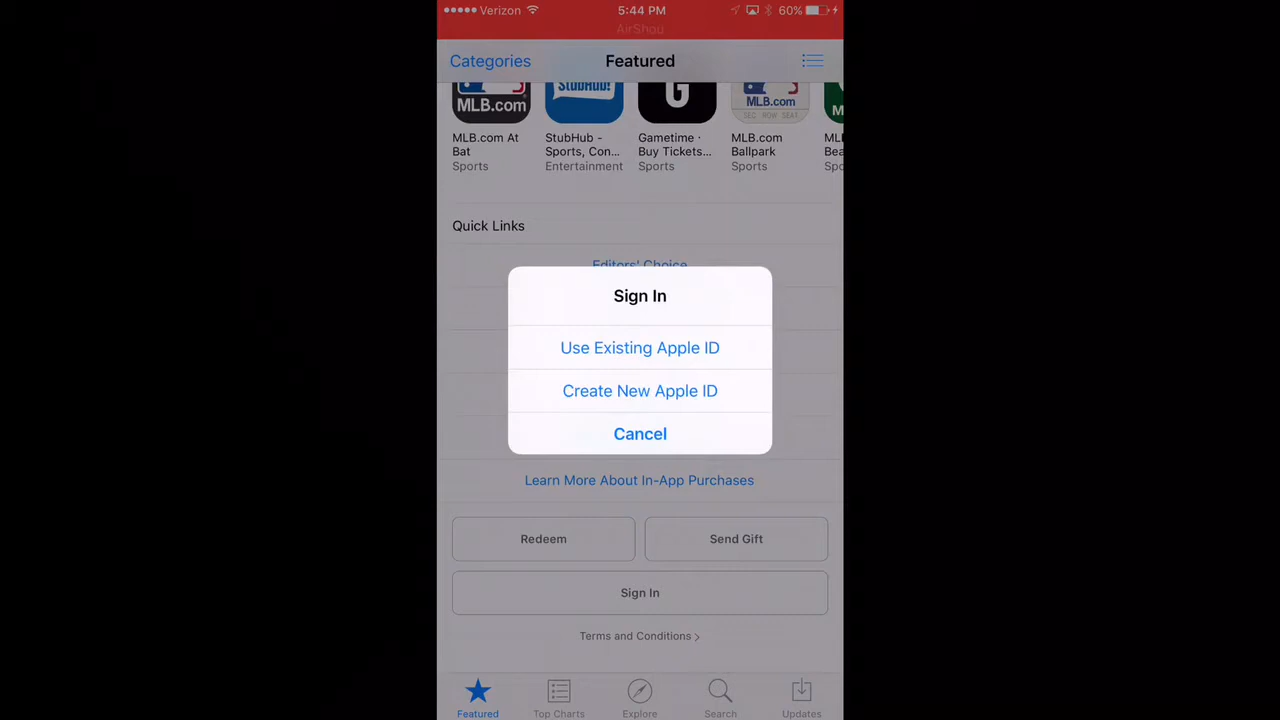 Verizon 5:44 PM 60%
AirShou
Categories Featured
MLB.com StubHub! G MLB.com
SEC ROW SEAT
MLB.com At StubHub - Gametime · MLB.com
Bat Sports, Con... Buy Tickets... Ballpark
Sports Entertainment Sports Sports
Quick Links
Editors' Choice
Sign In
Use Existing Apple ID
Create New Apple ID
Cancel
Learn More About In-App Purchases
Redeem Send Gift
Sign In
Terms and Conditions >
Featured Top Charts Explore Search Updates